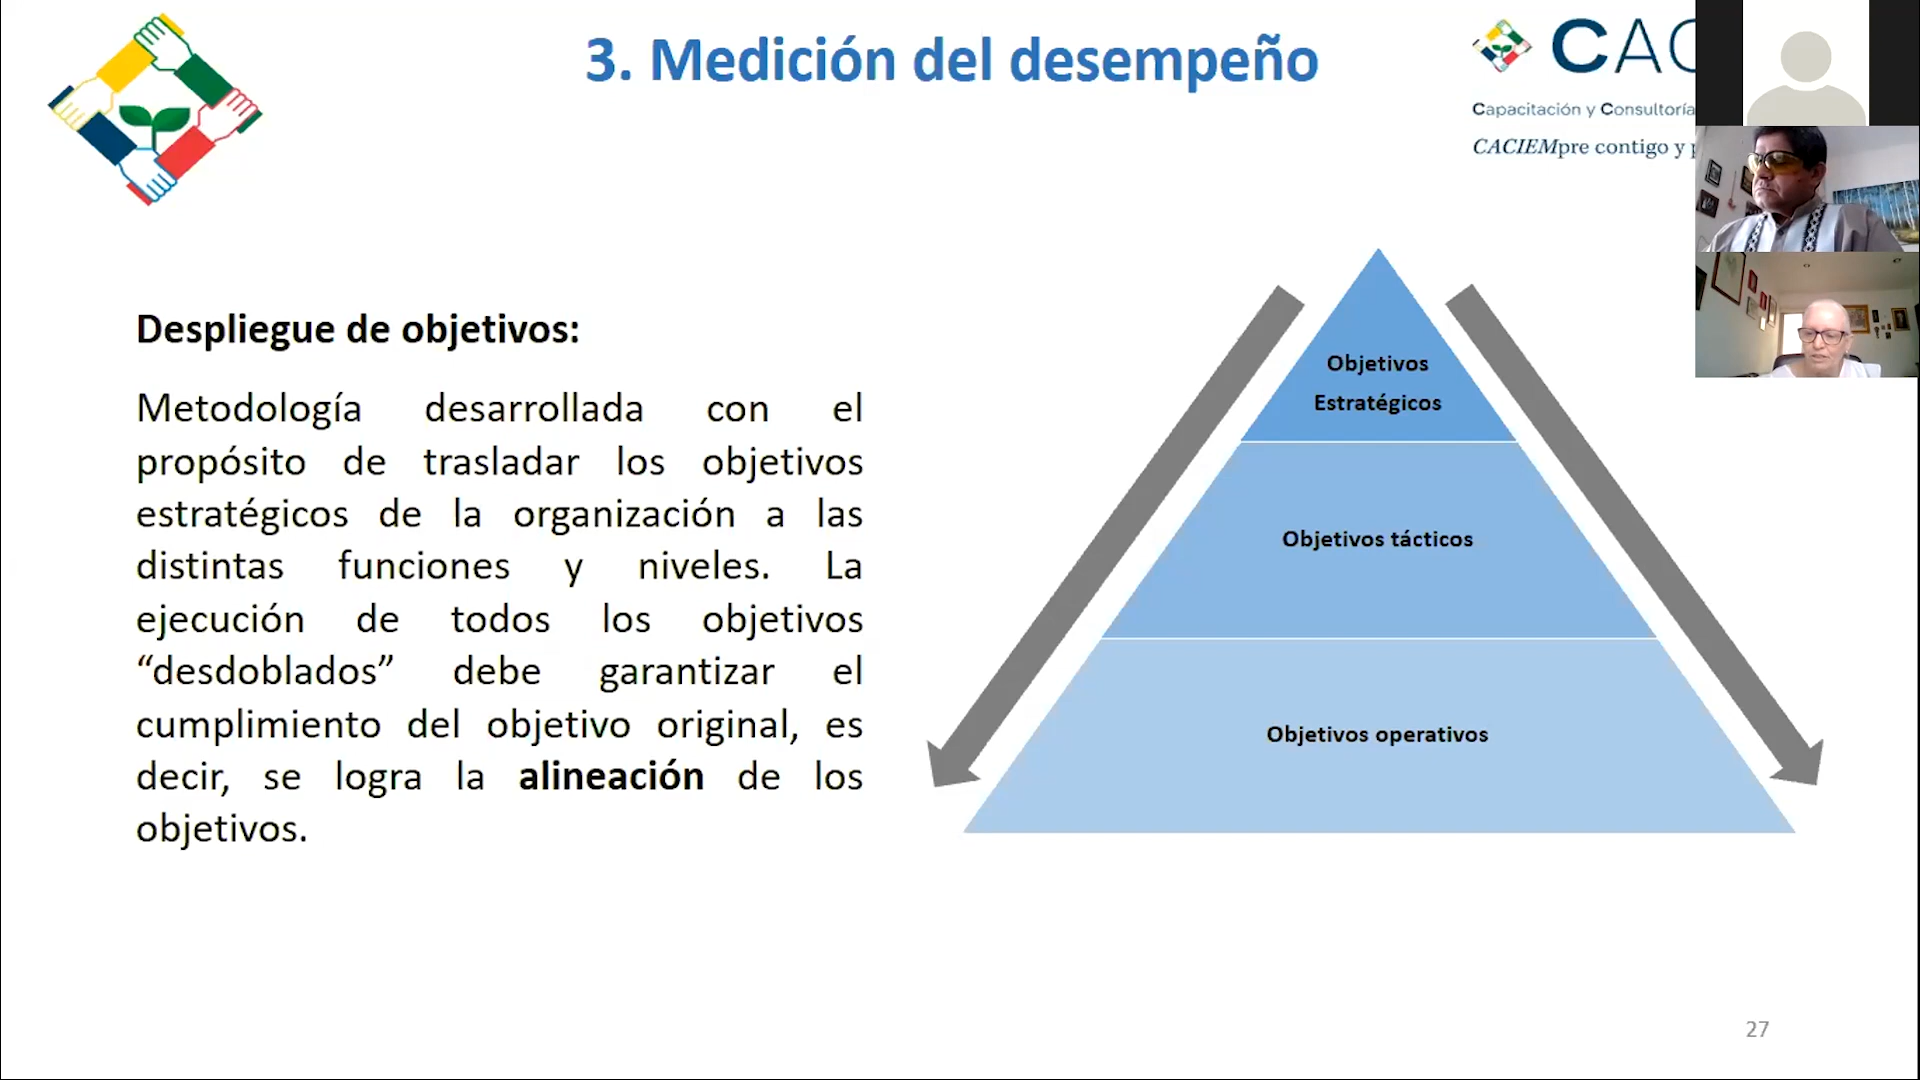 3. Medición del desempeño
CAC
Capacitación y Consultoría
CACIEMpre contigo y p
Despliegue de objetivos:
Metodología desarrollada con el
propósito de trasladar los objetivos
estratégicos de la organización a las
distintas funciones y niveles. La
ejecución de todos los objetivos
“desdoblados” debe garantizar el
cumplimiento del objetivo original, es
decir, se logra la alineación de los
objetivos.
Objetivos
Estratégicos
Objetivos tácticos
Objetivos operativos
27